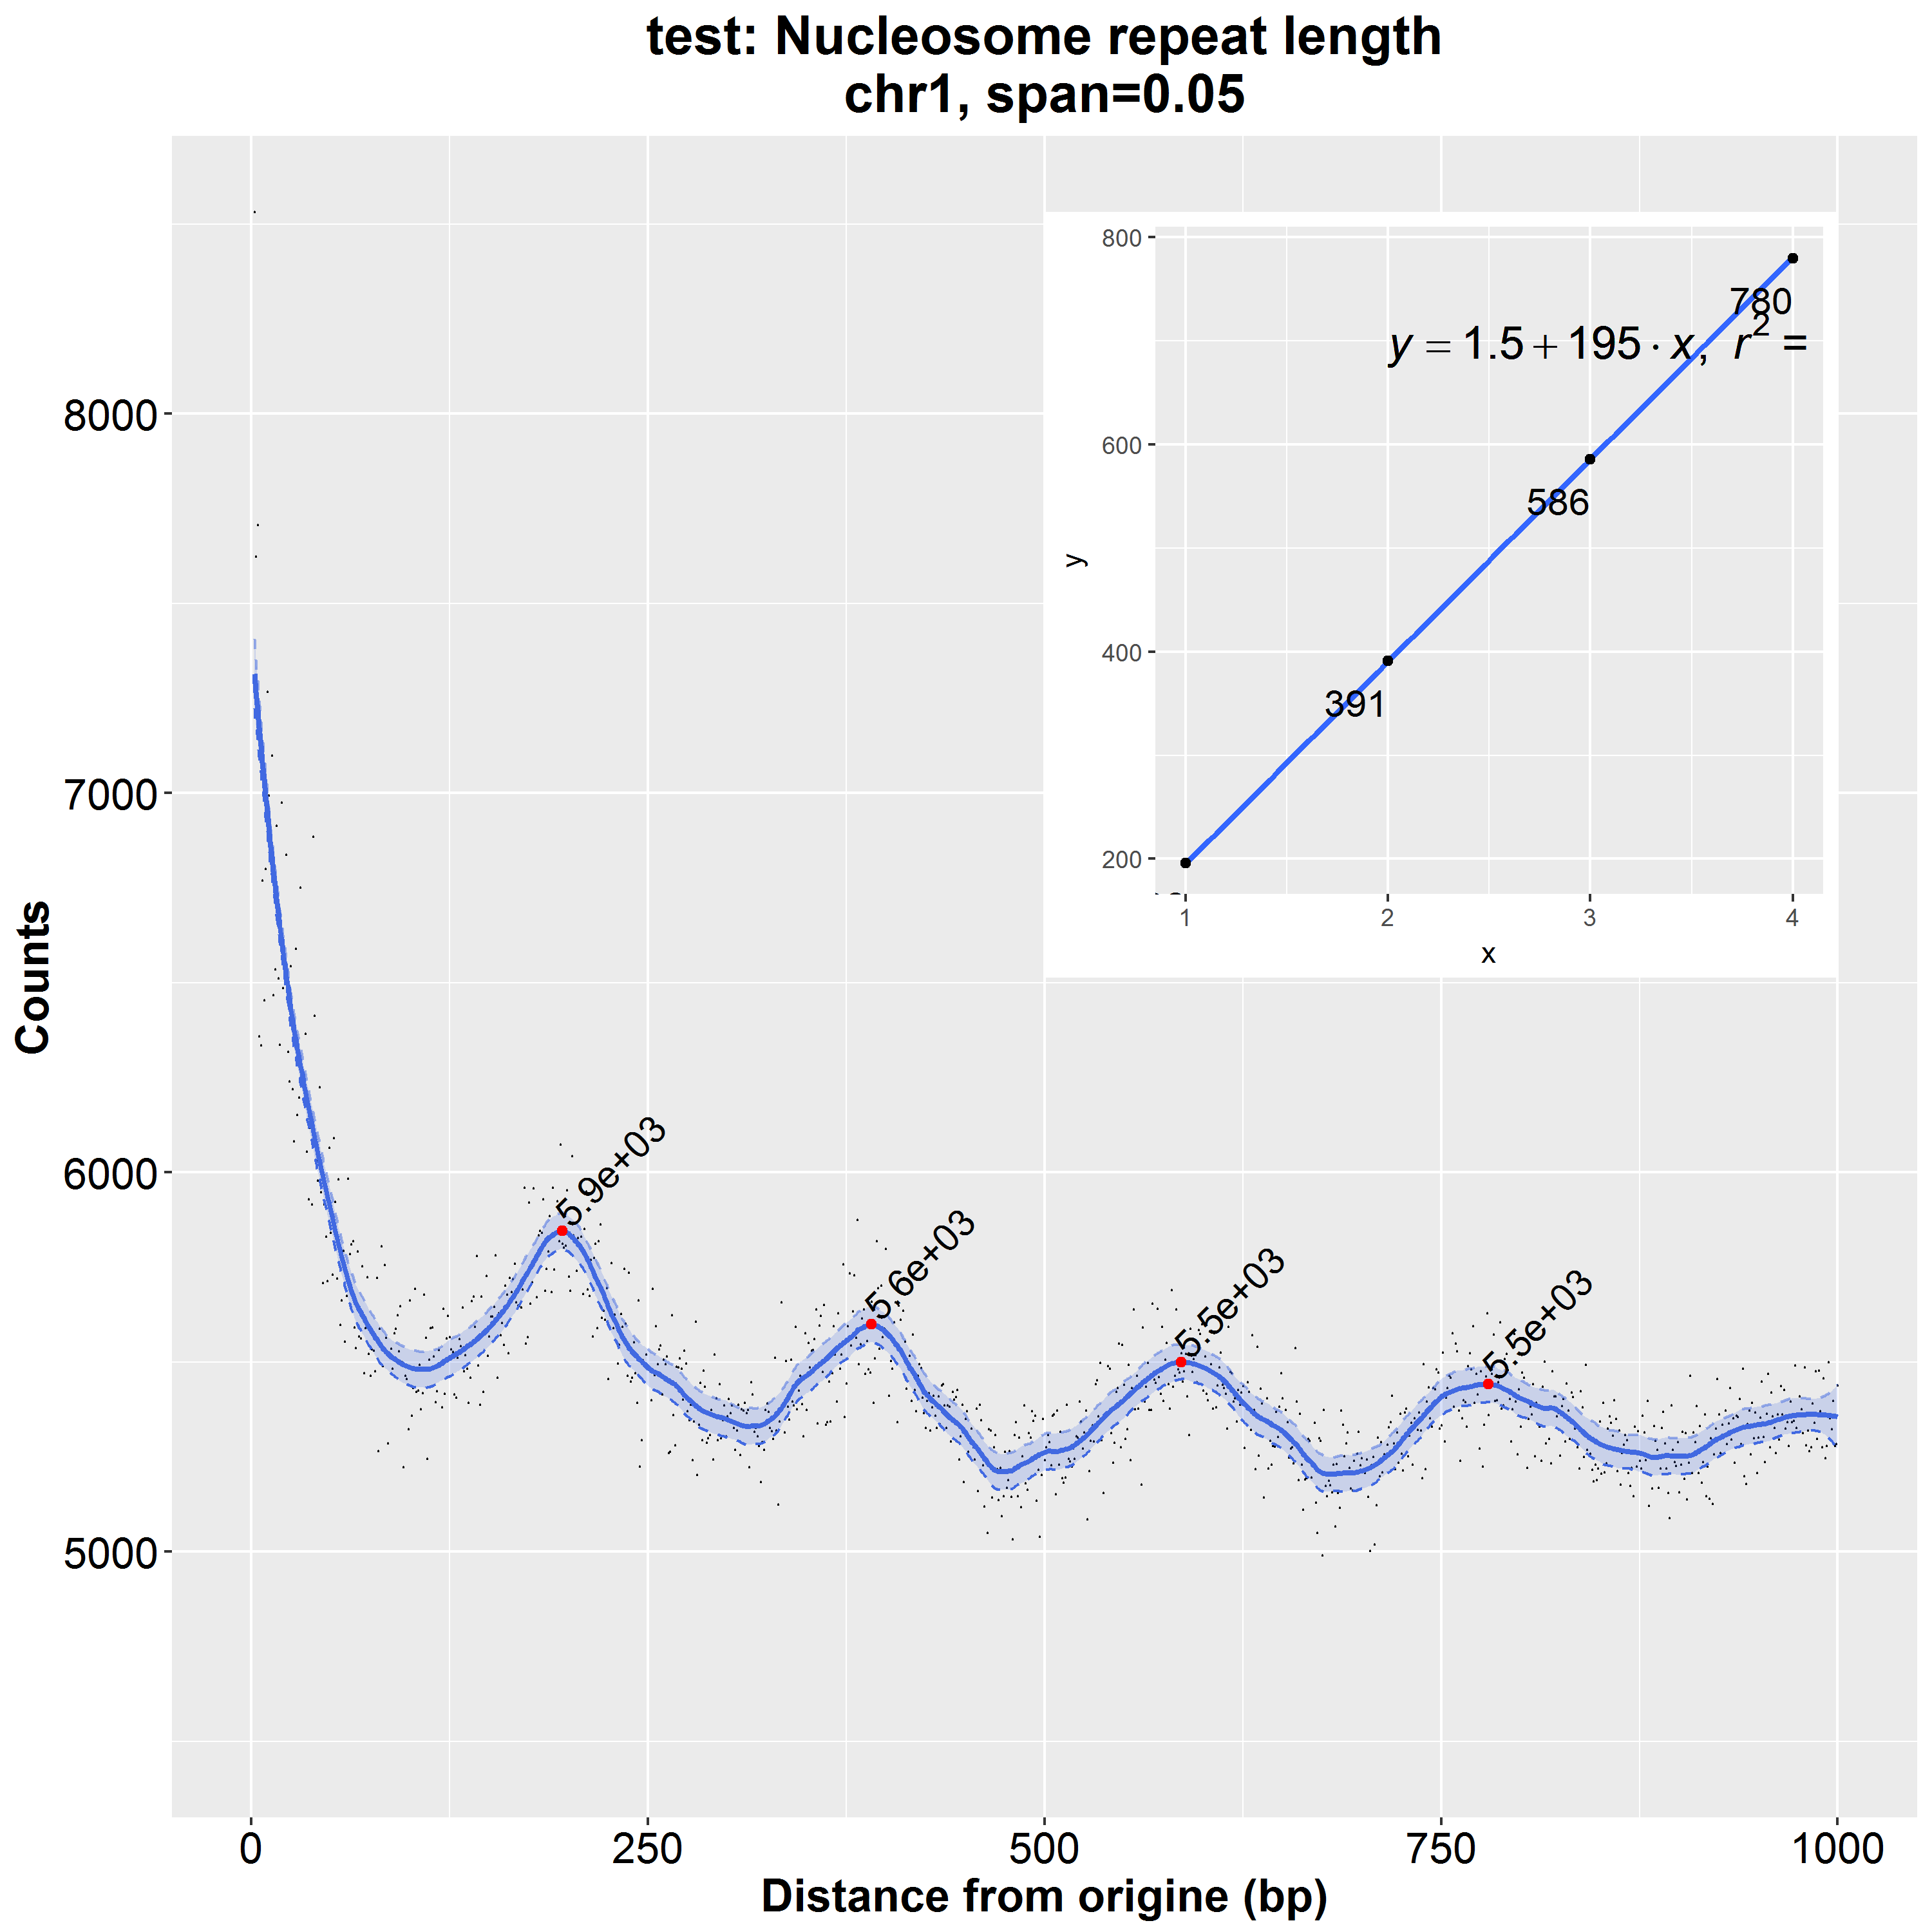 test: Nucleosome repeat length
chr1, span=0.05
Counts
8000
7000
6000
5000
0 250 500 750 1000
Distance from origine (bp)
5.9e+03
5.6e+03
5.5e+03
5.5e+03
y
800
600
400
200
1 2 3 4
x
780
y = 1.5 + 195 · x, r² =
586
391